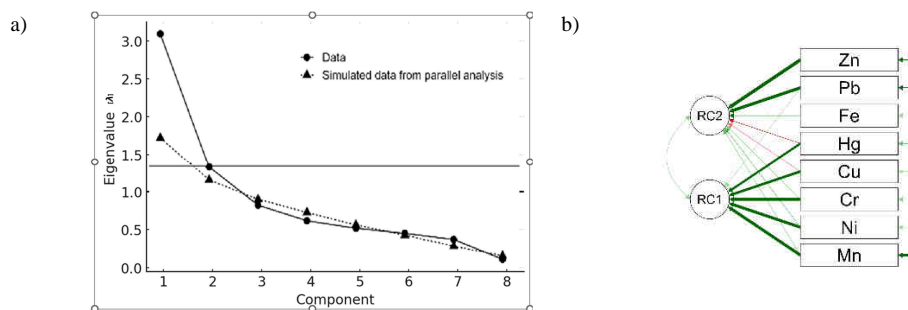 a)
b)
Eigenvalue
3.0
2.5
2.0
1.5
1.0
0.5
0.0
Data
Simulated data from parallel analysis
1 2 3 4 5 6 7 8
Component
RC2
RC1
Zn
Pb
Fe
Hg
Cu
Cr
Ni
Mn